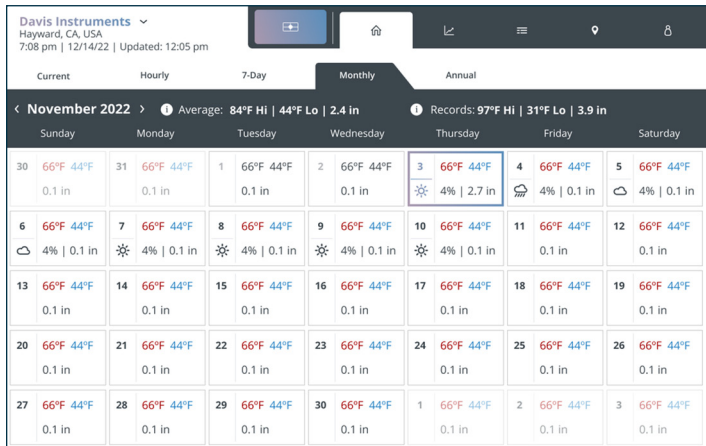 Davis Instruments
Hayward, CA, USA
7:08 pm | 12/14/22 | Updated: 12:05 pm
Current Hourly 7-Day Monthly Annual
< November 2022 > i Average: 84°F Hi | 44°F Lo | 2.4 in i Records: 97°F Hi | 31°F Lo | 3.9 in
Sunday Monday Tuesday Wednesday Thursday Friday Saturday
30 66°F 44°F 31 66°F 44°F 1 66°F 44°F 2 66°F 44°F 3 66°F 44°F 4 66°F 44°F 5 66°F 44°F
0.1 in 0.1 in 0.1 in 0.1 in 4% | 2.7 in 4% | 0.1 in 4% | 0.1 in
6 66°F 44°F 7 66°F 44°F 8 66°F 44°F 9 66°F 44°F 10 66°F 44°F 11 66°F 44°F 12 66°F 44°F
4% | 0.1 in 4% | 0.1 in 4% | 0.1 in 4% | 0.1 in 4% | 0.1 in 0.1 in 0.1 in
13 66°F 44°F 14 66°F 44°F 15 66°F 44°F 16 66°F 44°F 17 66°F 44°F 18 66°F 44°F 19 66°F 44°F
0.1 in 0.1 in 0.1 in 0.1 in 0.1 in 0.1 in 0.1 in
20 66°F 44°F 21 66°F 44°F 22 66°F 44°F 23 66°F 44°F 24 66°F 44°F 25 66°F 44°F 26 66°F 44°F
0.1 in 0.1 in 0.1 in 0.1 in 0.1 in 0.1 in 0.1 in
27 66°F 44°F 28 66°F 44°F 29 66°F 44°F 30 66°F 44°F 1 66°F 44°F 2 66°F 44°F 3 66°F 44°F
0.1 in 0.1 in 0.1 in 0.1 in 0.1 in 0.1 in 0.1 in